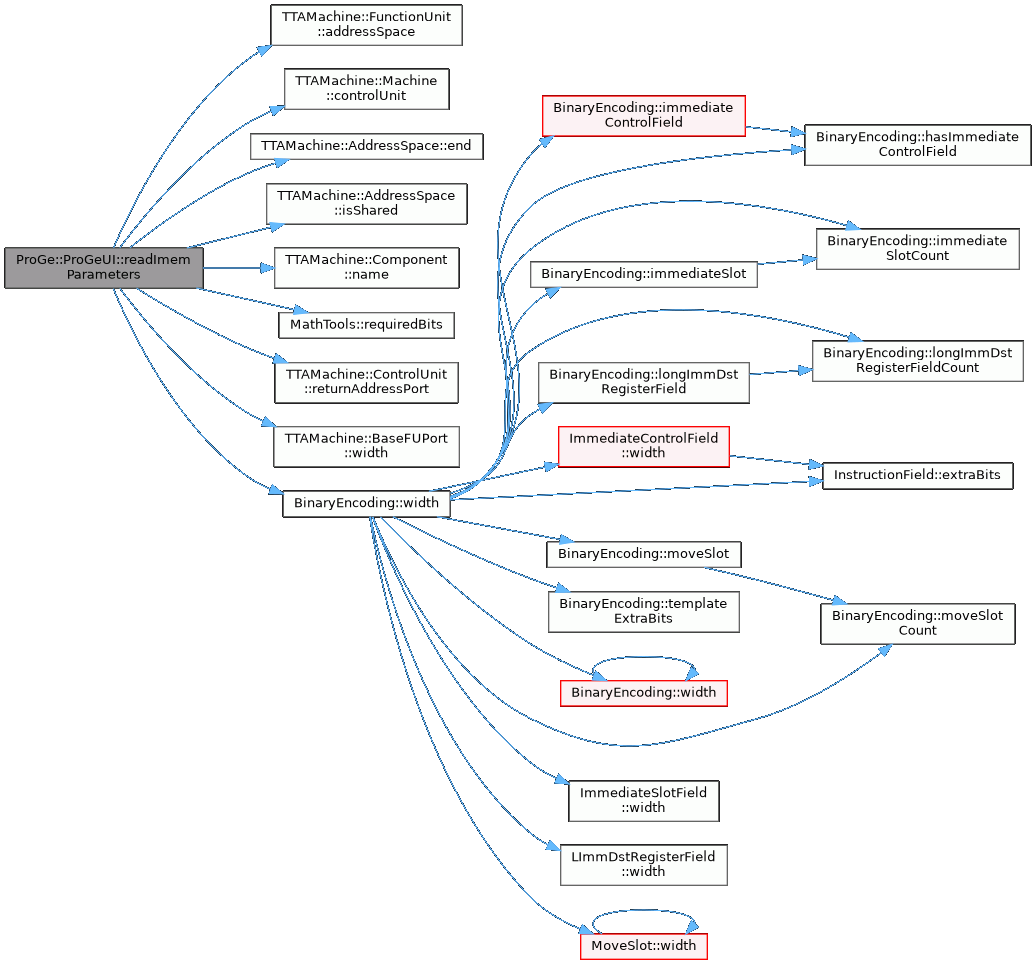 TTAMachine::FunctionUnit
::addressSpace
TTAMachine::Machine
::controlUnit
TTAMachine::AddressSpace::end
TTAMachine::AddressSpace
::isShared
ProGe::ProGeUI::readImem
Parameters
TTAMachine::Component
::name
MathTools::requiredBits
TTAMachine::ControlUnit
::returnAddressPort
TTAMachine::BaseFUPort
::width
BinaryEncoding::width
BinaryEncoding::immediate
ControlField
BinaryEncoding::hasImmediate
ControlField
BinaryEncoding::immediateSlot
BinaryEncoding::immediate
SlotCount
BinaryEncoding::longImmDst
RegisterField
BinaryEncoding::longImmDst
RegisterFieldCount
ImmediateControlField
::width
InstructionField::extraBits
BinaryEncoding::moveSlot
BinaryEncoding::template
ExtraBits
BinaryEncoding::moveSlot
Count
BinaryEncoding::width
ImmediateSlotField
::width
LImmDstRegisterField
::width
MoveSlot::width